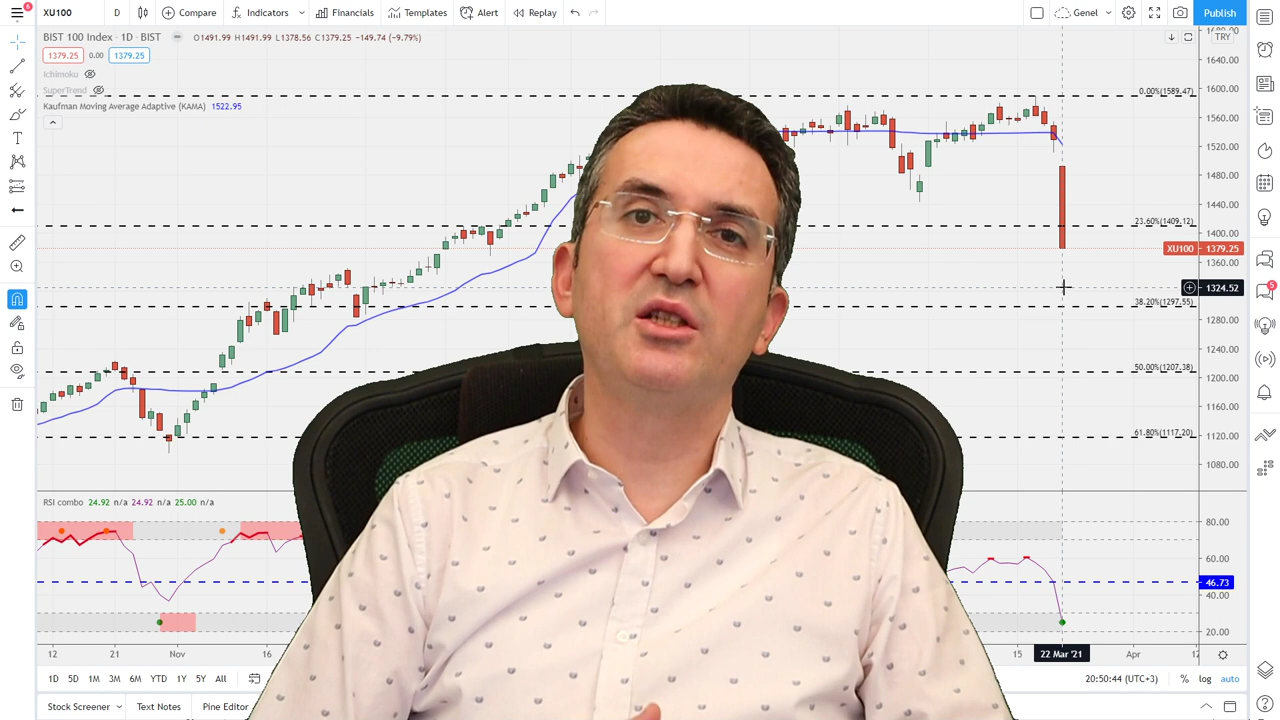 6
XU100
D
Compare
Indicators
Financials
Templates
Alert
Replay
Genel
Publish
BIST 100 Index · 1D · BIST
O1491.99 H1491.99 L1378.56 C1379.25 −149.74 (−9.79%)
TRY
1379.25 0.00 1379.25
Ichimoku
SuperTrend
Kaufman Moving Average Adaptive (KAMA) 1522.95
1640.00
0.00%(1589.47)
1600.00
1560.00
1520.00
1480.00
1440.00
23.60%(1409.12)
1400.00
XU100 1379.25
1360.00
1324.52
5
38.20%(1297.55)
1280.00
1240.00
50.00%(1207.38)
1200.00
1160.00
61.80%(1117.20)
1120.00
1080.00
RSI combo 24.92 n/a 24.92 n/a 25.00 n/a
80.00
60.00
46.73
40.00
20.00
12 21 Nov 16 15 22 Mar '21 Apr 12
1D 5D 1M 3M 6M YTD 1Y 5Y All
20:50:44 (UTC+3) % log auto
Stock Screener Text Notes Pine Editor